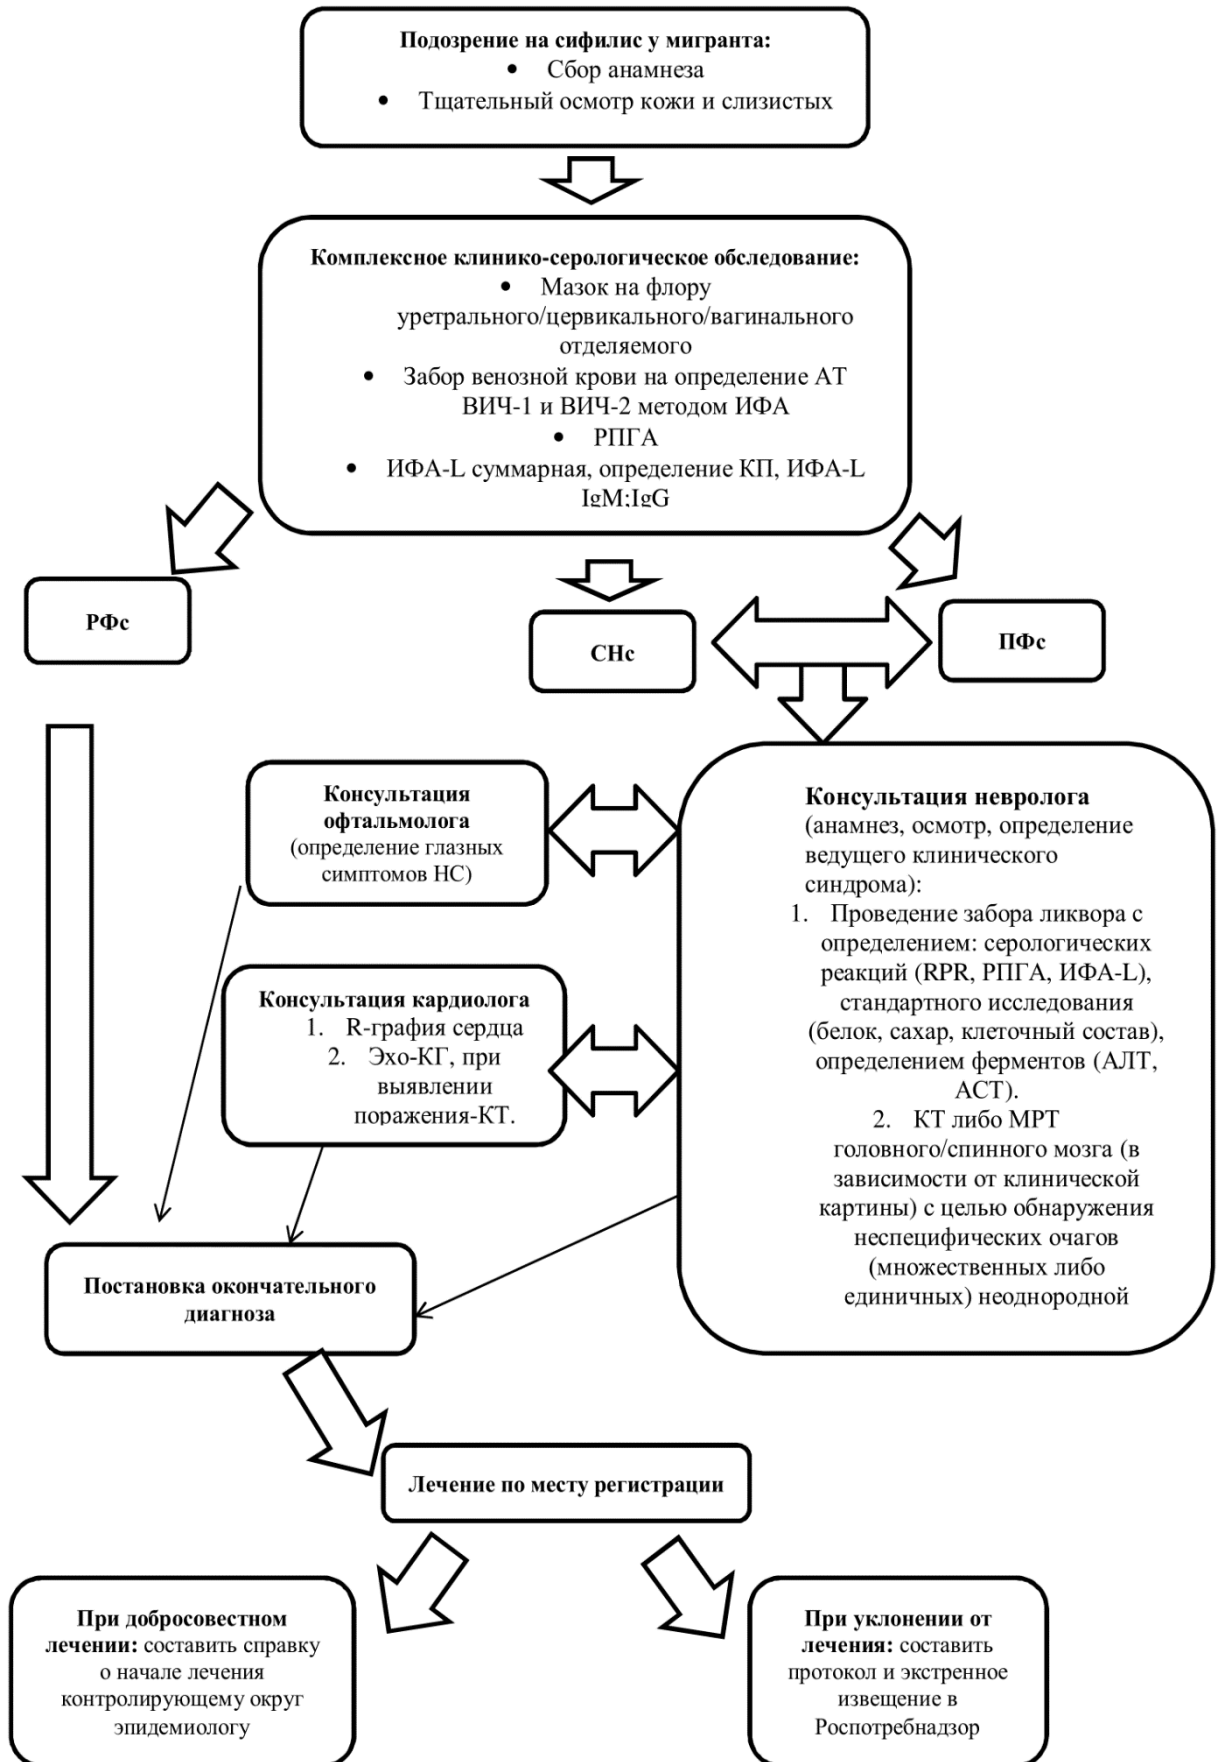 Подозрение на сифилис у мигранта:
• Сбор анамнеза
• Тщательный осмотр кожи и слизистых
Комплексное клинико-серологическое обследование:
• Мазок на флору
уретрального/цервикального/вагинального
отделяемого
• Забор венозной крови на определение АТ
ВИЧ-1 и ВИЧ-2 методом ИФА
• РПГА
• ИФА-L суммарная, определение КП, ИФА-L
IgM;IgG
РФс
СНс
ПФс
Консультация
офтальмолога
(определение глазных
симптомов НС)
Консультация кардиолога
1. R-графия сердца
2. Эхо-КГ, при
выявлении
поражения-КТ.
Консультация невролога
(анамнез, осмотр, определение
ведущего клинического
синдрома):
1. Проведение забора ликвора с
определением: серологических
реакций (RPR, РПГА, ИФА-L),
стандартного исследования
(белок, сахар, клеточный состав),
определением ферментов (АЛТ,
АСТ).
2. КТ либо МРТ
головного/спинного мозга (в
зависимости от клинической
картины) с целью обнаружения
неспецифических очагов
(множественных либо
единичных) неоднородной
Постановка окончательного
диагноза
Лечение по месту регистрации
При добросовестном
лечении: составить справку
о начале лечения
контролирующему округ
эпидемиологу
При уклонении от
лечения: составить
протокол и экстренное
извещение в
Роспотребнадзор